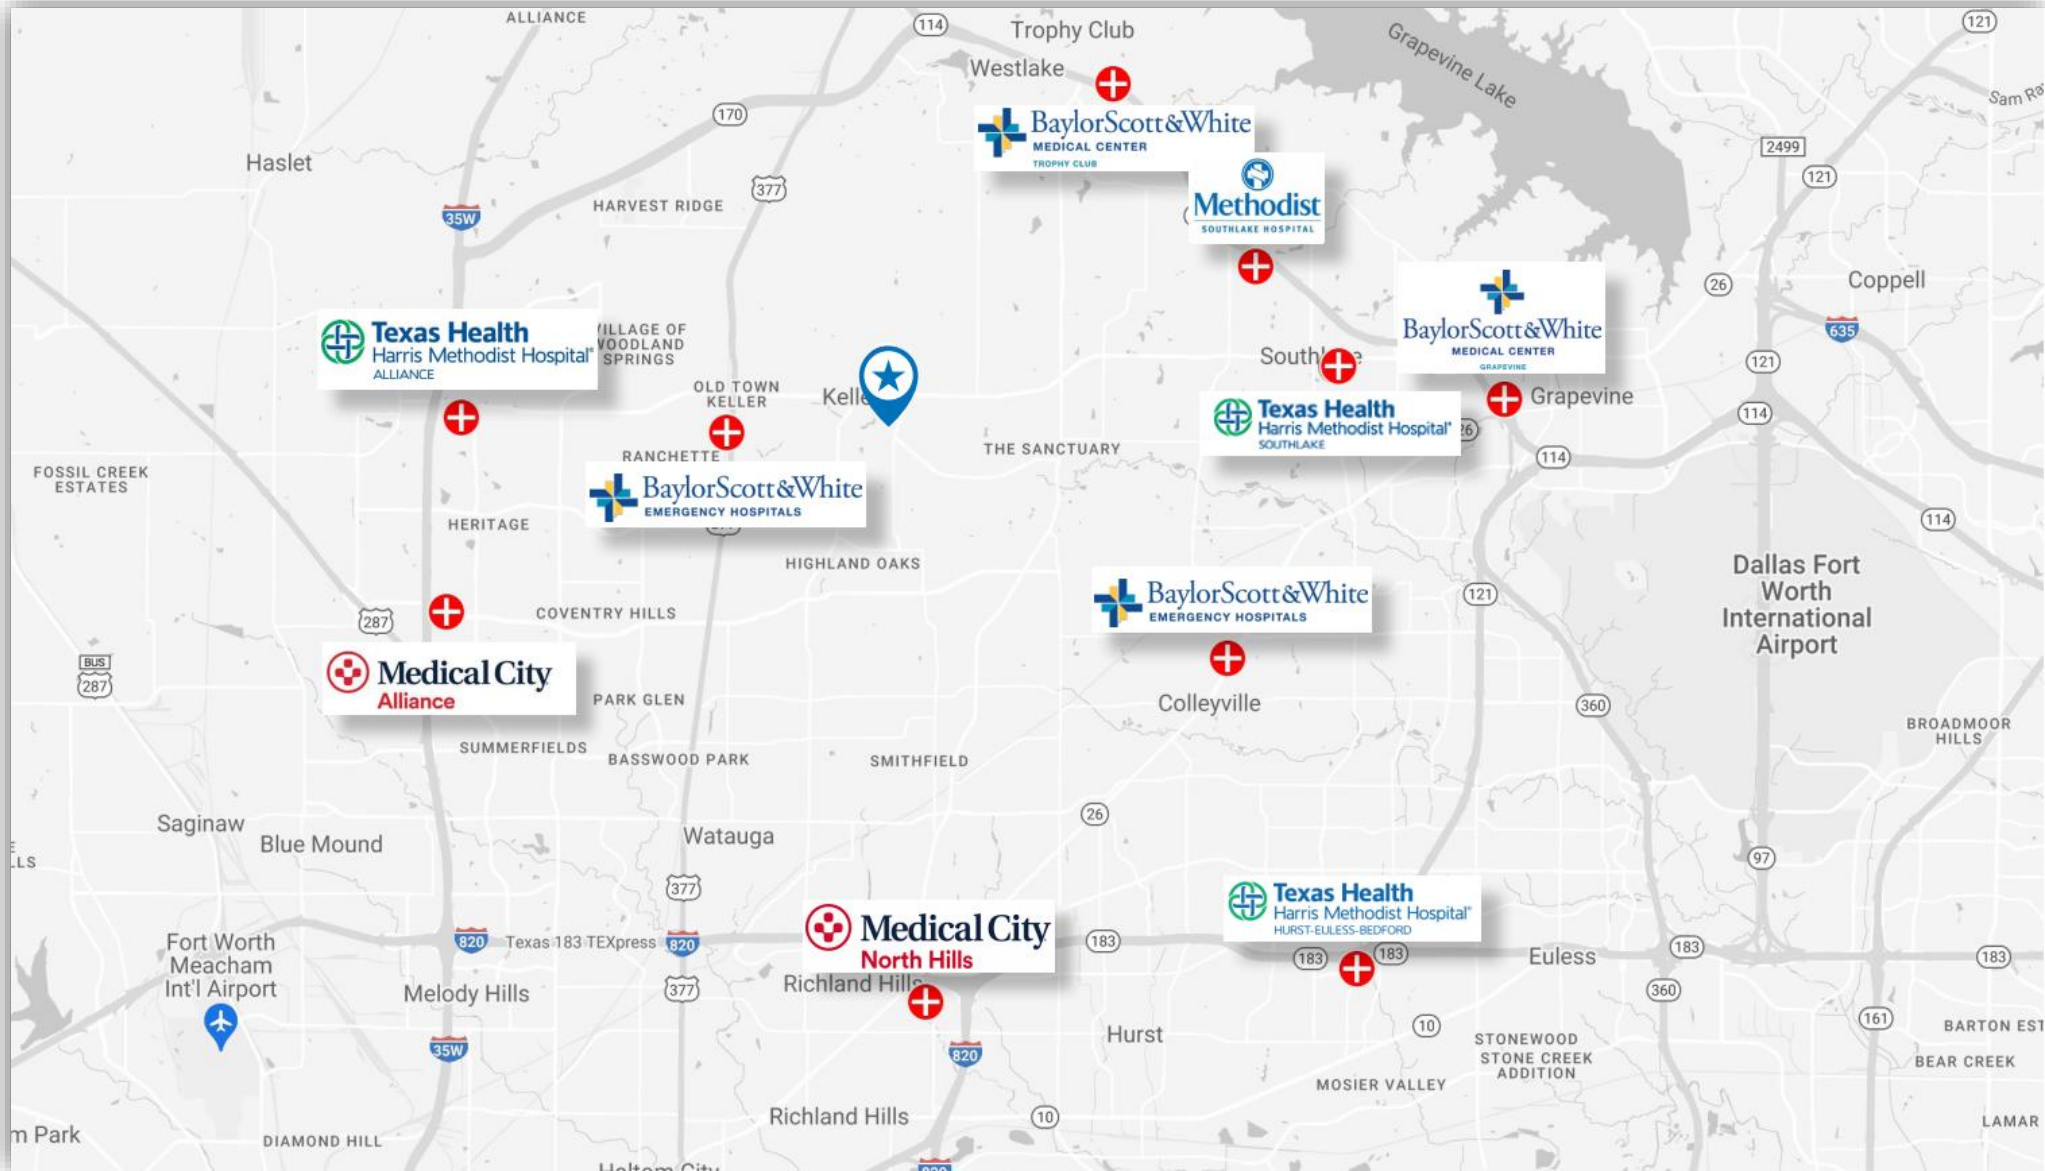 ALLIANCE
114
Trophy Club
121
Westlake
Grapevine Lake
Sam Ra
170
BaylorScott&White
MEDICAL CENTER
TROPHY CLUB
2499
Haslet
121
377
Methodist
SOUTHLAKE HOSPITAL
HARVEST RIDGE
35W
BaylorScott&White
MEDICAL CENTER
GRAPEVINE
26
Coppell
635
Texas Health
Harris Methodist Hospital
ALLIANCE
VILLAGE OF
WOODLAND
SPRINGS
121
OLD TOWN
KELLER
Kelle
Grapevine
114
Texas Health
Harris Methodist Hospital
SOUTHLAKE
26
THE SANCTUARY
RANCHETTE
114
FOSSIL CREEK
ESTATES
BaylorScott&White
EMERGENCY HOSPITALS
HERITAGE
114
HIGHLAND OAKS
Dallas Fort
Worth
International
Airport
BaylorScott&White
EMERGENCY HOSPITALS
121
287
COVENTRY HILLS
BUS
287
Medical City
Alliance
PARK GLEN
Colleyville
360
BROADMOOR
HILLS
SUMMERFIELDS
BASSWOOD PARK
SMITHFIELD
26
Saginaw
Blue Mound
Watauga
LS
97
377
Texas Health
Harris Methodist Hospital
HURST-EULESS-BEDFORD
Medical City
North Hills
820
Texas 183 TEXpress
820
183
183
183
Euless
183
183
Fort Worth
Meacham
Int'l Airport
Melody Hills
377
Richland Hills
360
10
161
35W
820
Hurst
STONEWOOD
STONE CREEK
ADDITION
BARTON EST
BEAR CREEK
MOSIER VALLEY
Richland Hills
10
LAMAR
m Park
DIAMOND HILL
Haltom City
820